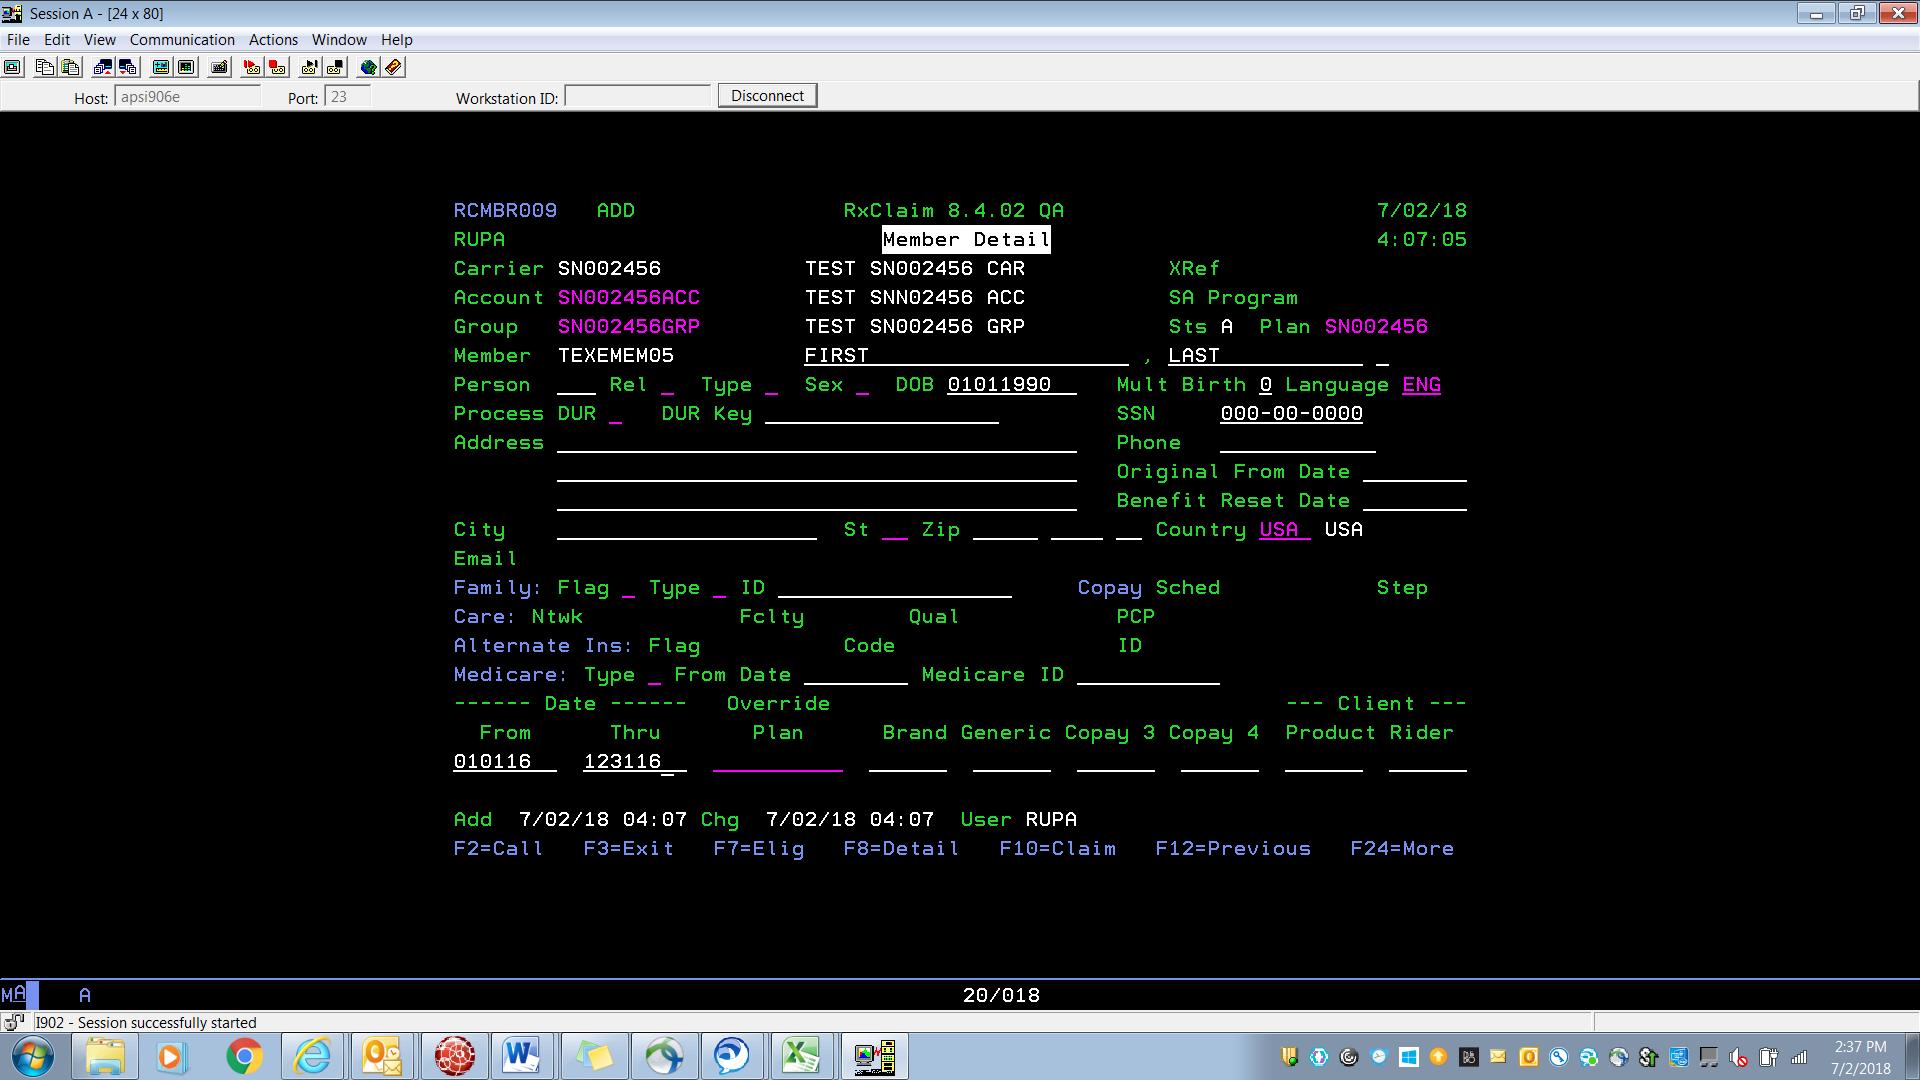 Session A - [24 x 80]
File Edit View Communication Actions Window Help
Host: apsi906e Port: 23 Workstation ID: Disconnect
RCMBR009 ADD RxClaim 8.4.02 QA 7/02/18
RUPA Member Detail 4:07:05
Carrier SN002456 TEST SN002456 CAR XRef
Account SN002456ACC TEST SNN02456 ACC SA Program
Group SN002456GRP TEST SN002456 GRP Sts A Plan SN002456
Member TEXEMEM05 FIRST , LAST
Person Rel Type Sex DOB 01011990 Mult Birth 0 Language ENG
Process DUR DUR Key SSN 000-00-0000
Address Phone
Original From Date
Benefit Reset Date
City St Zip Country USA USA
Email
Family: Flag Type ID Copay Sched Step
Care: Ntwk Fclty Qual PCP
Alternate Ins: Flag Code ID
Medicare: Type From Date Medicare ID
------ Date ------ Override --- Client ---
From Thru Plan Brand Generic Copay 3 Copay 4 Product Rider
010116 123116
Add 7/02/18 04:07 Chg 7/02/18 04:07 User RUPA
F2=Call F3=Exit F7=Elig F8=Detail F10=Claim F12=Previous F24=More
MA A 20/018
I902 - Session successfully started
2:37 PM
7/2/2018